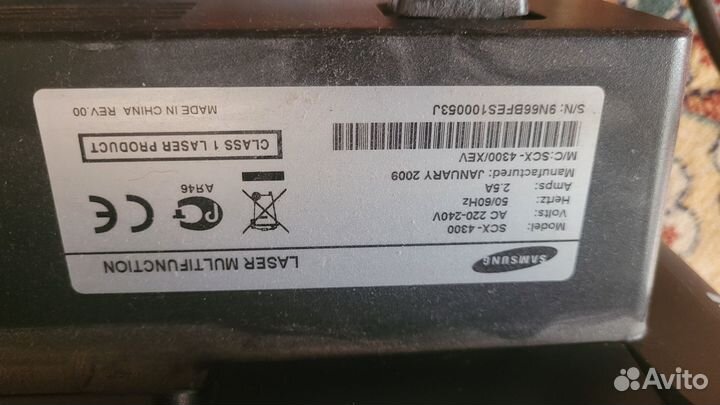 SAMSUNG
LASER MULTIFUNCTION
Model: SCX-4300
Volts: AC 220-240V
Hertz: 50/60Hz
Amps: 2.5A
Manufactured: JANUARY 2009
M/C:SCX-4300/XEV
S/N: 9N66BFES100053J
АЯ46
CLASS 1 LASER PRODUCT
MADE IN CHINA REV.00
Avito